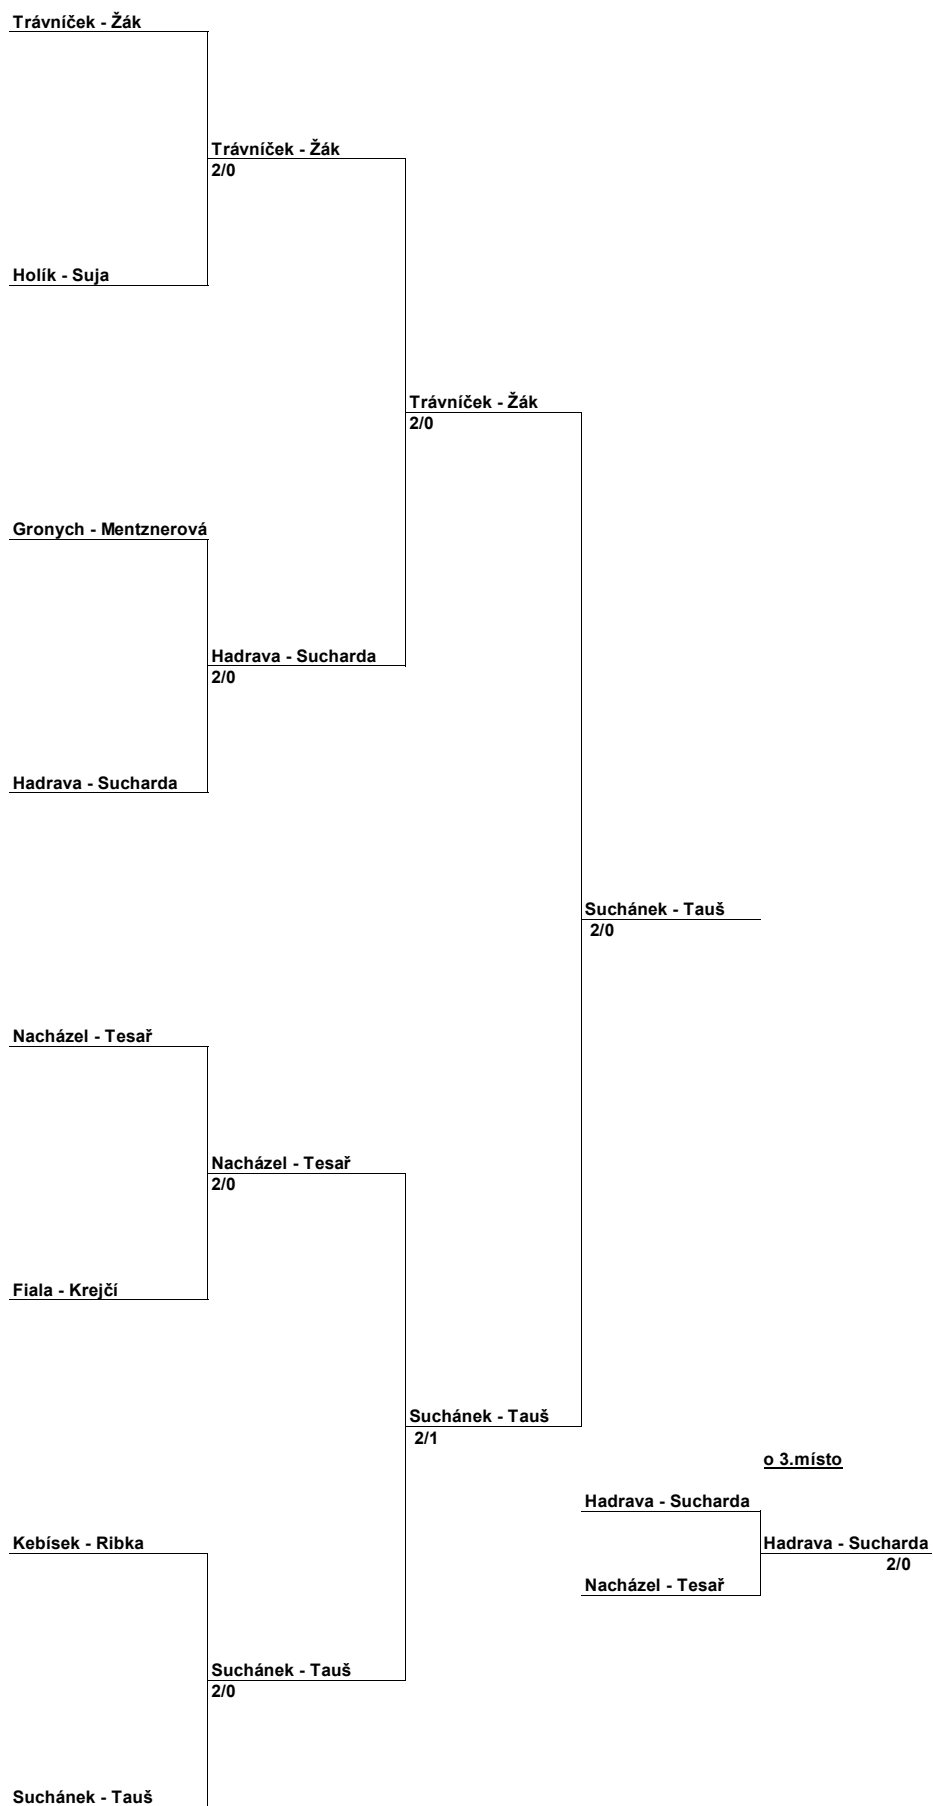 Trávníček - Žák
Trávníček - Žák
2/0
Holík - Suja
Trávníček - Žák
2/0
Gronych - Mentznerová
Hadrava - Sucharda
2/0
Hadrava - Sucharda
Suchánek - Tauš
2/0
Nacházel - Tesař
Nacházel - Tesař
2/0
Fiala - Krejčí
Suchánek - Tauš
2/1
o 3.místo
Hadrava - Sucharda
Kebísek - Ribka
Hadrava - Sucharda
2/0
Nacházel - Tesař
Suchánek - Tauš
2/0
Suchánek - Tauš